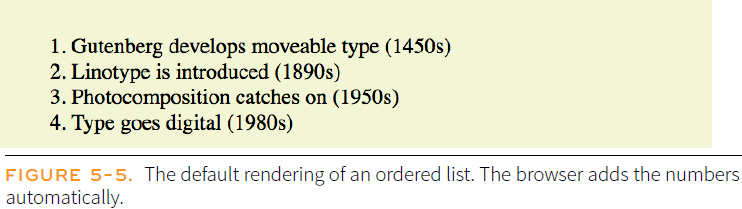 1. Gutenberg develops moveable type (1450s)
2. Linotype is introduced (1890s)
3. Photocomposition catches on (1950s)
4. Type goes digital (1980s)
FIGURE 5-5. The default rendering of an ordered list. The browser adds the numbers
automatically.